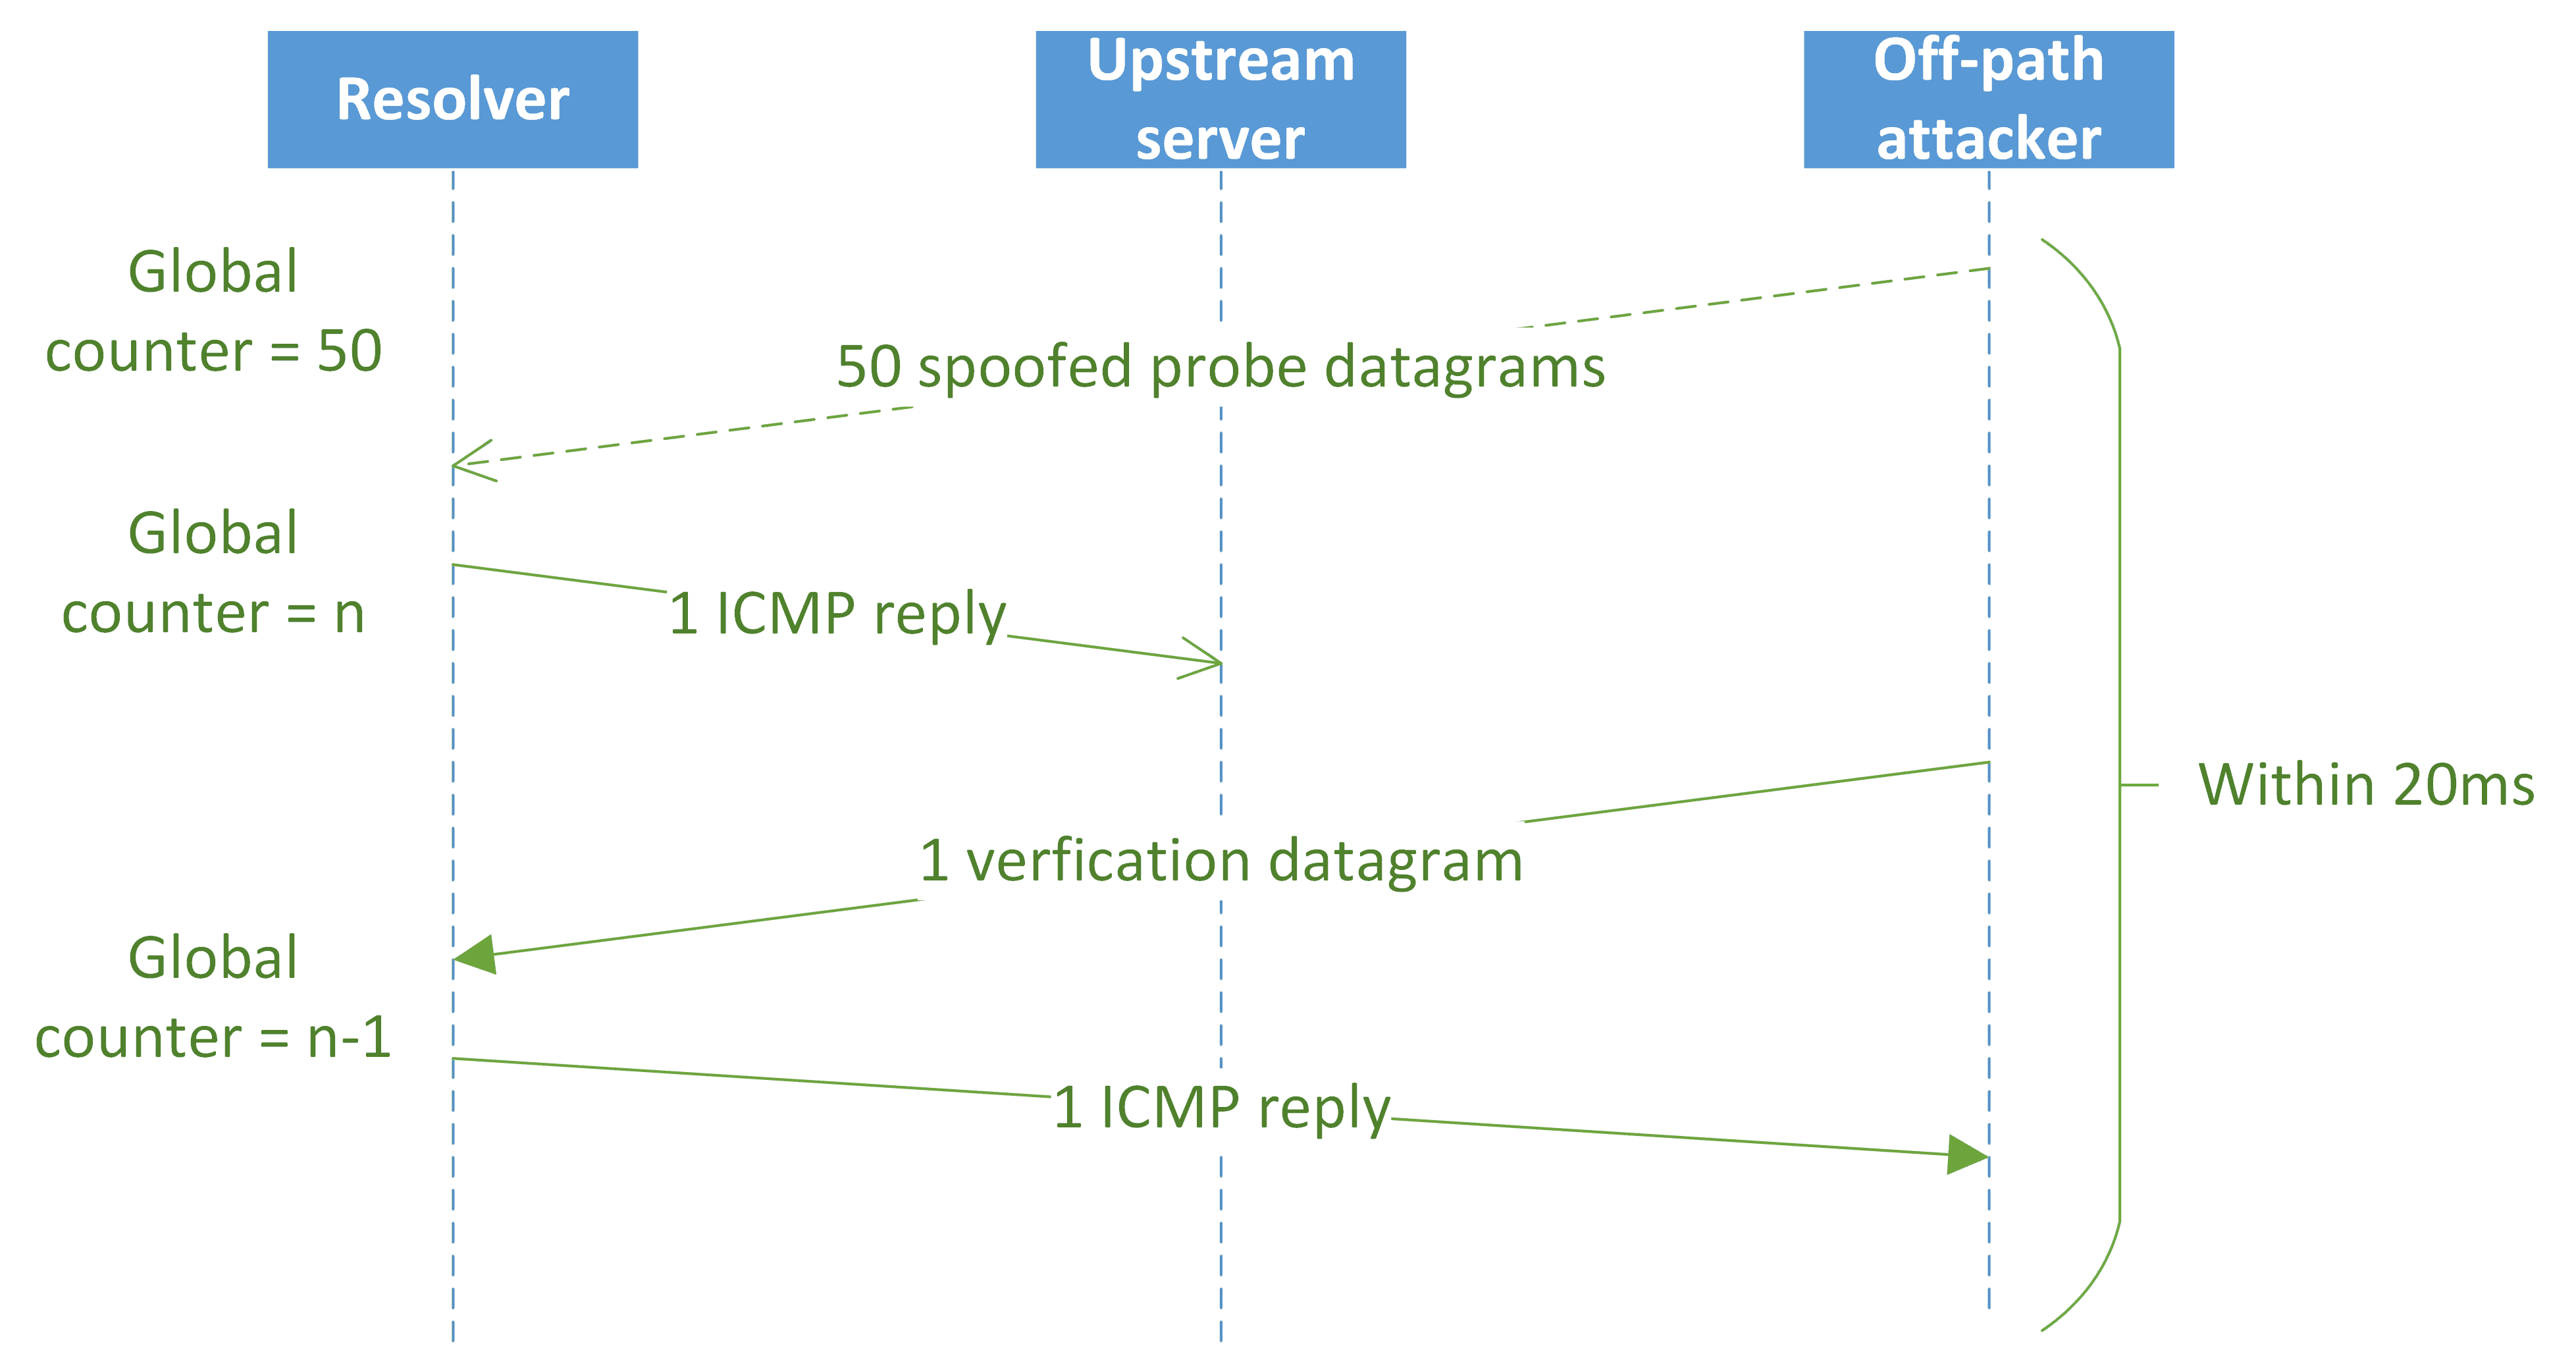 Resolver
Upstream
server
Off-path
attacker
Global
counter = 50
50 spoofed probe datagrams
Global
counter = n
1 ICMP reply
Within 20ms
1 verfication datagram
Global
counter = n-1
1 ICMP reply